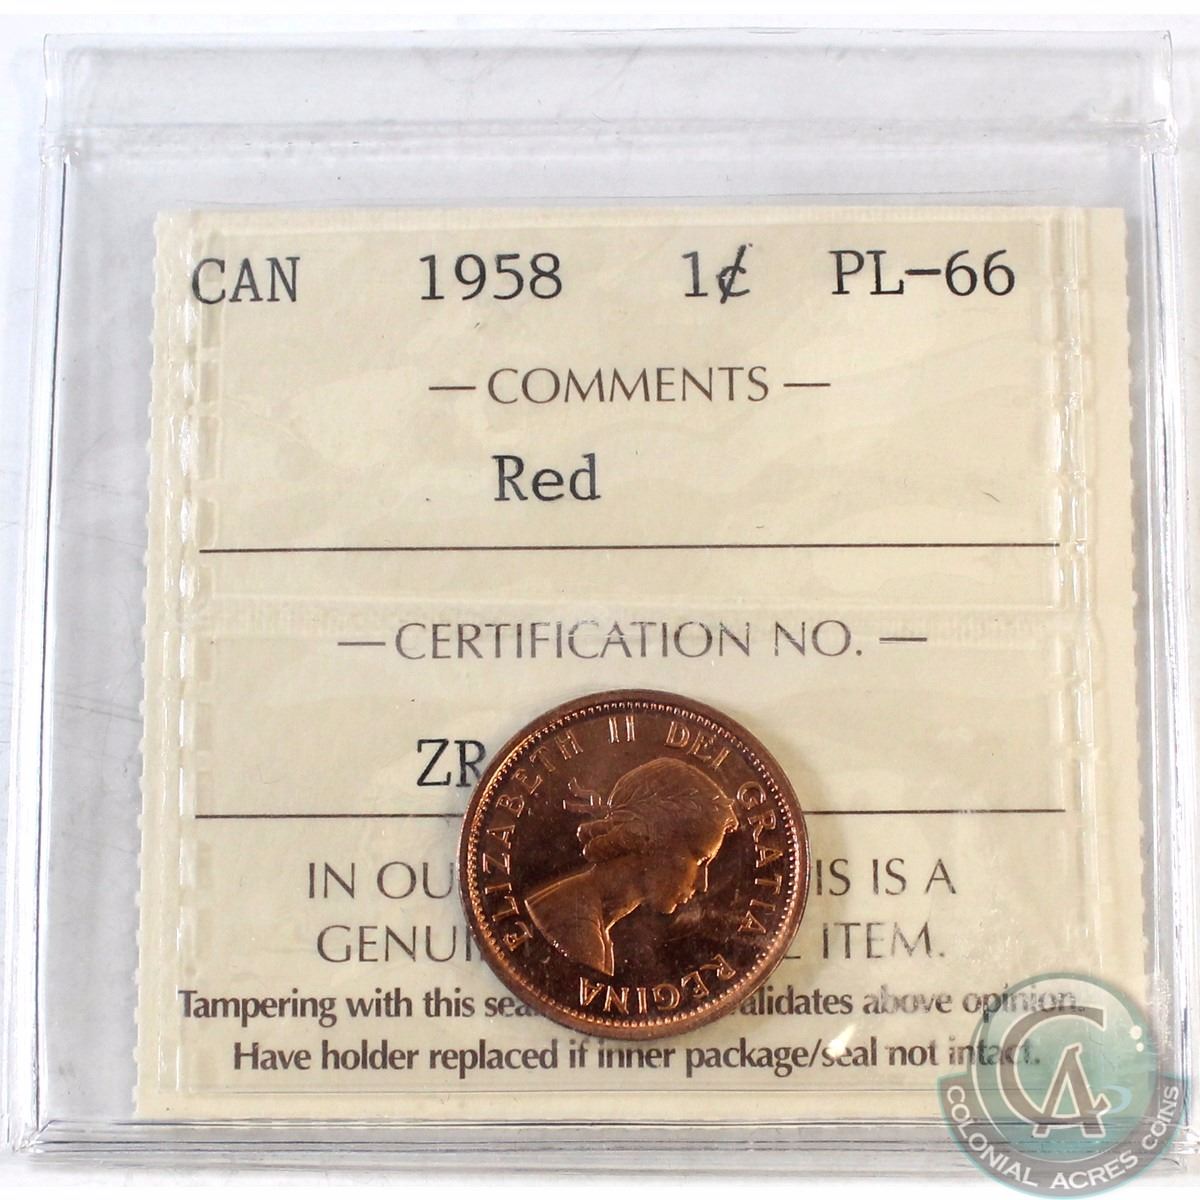 CAN 1958 1¢ PL-66
— COMMENTS —
Red
— CERTIFICATION NO. —
ZR
IN OU IS IS A
GENUI ITEM.
Tampering with this sea alidates above opinion.
Have holder replaced if inner package/seal not intact.
ELIZABETH II DEI GRATIA REGINA
CA
COLONIAL ACRES COINS